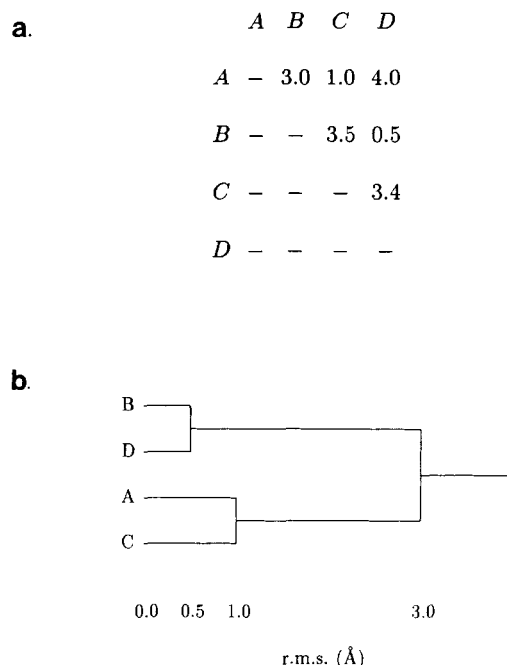 a.
A B C D
A – 3.0 1.0 4.0
B – – 3.5 0.5
C – – – 3.4
D – – – –
b.
B
D
A
C
0.0 0.5 1.0 3.0
r.m.s. (Å)